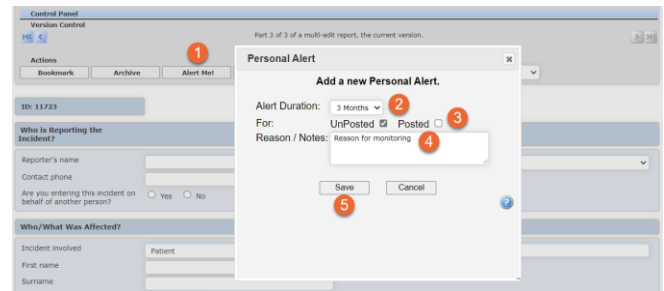 Control Panel
Version Control
Part 3 of 3 of a multi-edit report, the current version.
1
Actions
Bookmark Archive Alert Me!
Personal Alert
Add a new Personal Alert.
Alert Duration: 3 Months 2
For: UnPosted Posted 3
Reason / Notes: Reason for monitoring 4
Save Cancel
5
ID: 11723
Who is Reporting the
Incident?
Reporter's name
Contact phone
Are you entering this incident on
behalf of another person?
Yes No
Who/What Was Affected?
Incident involved Patient
First name
Surname